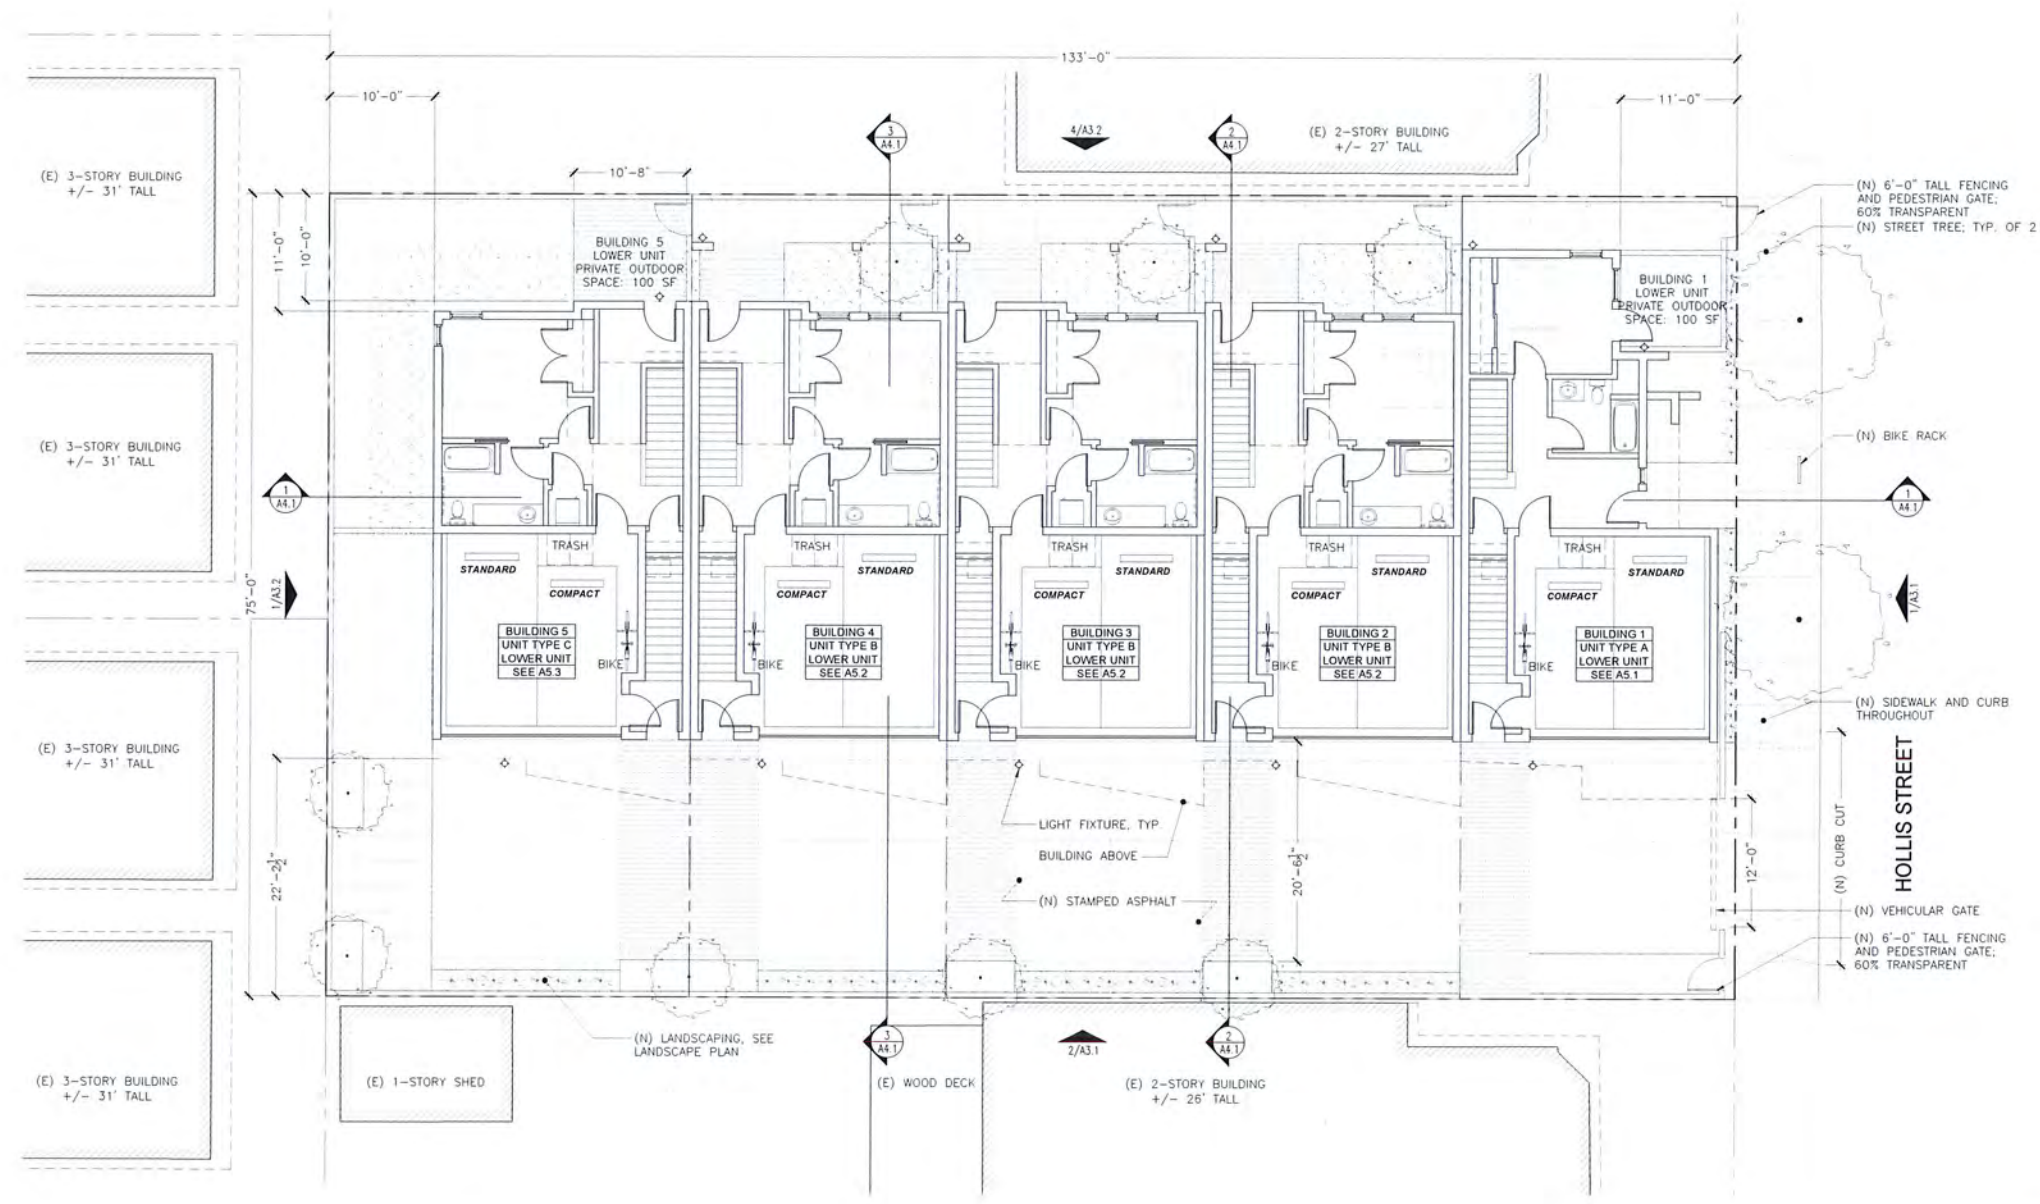 133'-0"
10'-0"
11'-0"
3
A4.1
4/A3.2
2
A4.1
(E) 2-STORY BUILDING
+/- 27' TALL
(E) 3-STORY BUILDING
+/- 31' TALL
10'-8"
(N) 6'-0" TALL FENCING
AND PEDESTRIAN GATE;
60% TRANSPARENT
(N) STREET TREE; TYP. OF 2
11'-0"
10'-0"
BUILDING 5
LOWER UNIT
PRIVATE OUTDOOR
SPACE: 100 SF
BUILDING 1
LOWER UNIT
PRIVATE OUTDOOR
SPACE: 100 SF
(E) 3-STORY BUILDING
+/- 31' TALL
(N) BIKE RACK
1
A4.1
1
A4.1
75'-0"
1/A3.2
1/A3.1
TRASH
STANDARD
COMPACT
TRASH
STANDARD
COMPACT
TRASH
STANDARD
COMPACT
TRASH
STANDARD
COMPACT
TRASH
STANDARD
COMPACT
BUILDING 5
UNIT TYPE C
LOWER UNIT
SEE A5.3
BIKE
BUILDING 4
UNIT TYPE B
LOWER UNIT
SEE A5.2
BIKE
BUILDING 3
UNIT TYPE B
LOWER UNIT
SEE A5.2
BIKE
BUILDING 2
UNIT TYPE B
LOWER UNIT
SEE A5.2
BIKE
BUILDING 1
UNIT TYPE A
LOWER UNIT
SEE A5.1
BIKE
(N) SIDEWALK AND CURB
THROUGHOUT
(E) 3-STORY BUILDING
+/- 31' TALL
HOLLIS STREET
(N) CURB CUT
12'-0"
22'-2½"
20'-6½"
LIGHT FIXTURE, TYP.
BUILDING ABOVE
(N) STAMPED ASPHALT
(N) VEHICULAR GATE
(N) 6'-0" TALL FENCING
AND PEDESTRIAN GATE;
60% TRANSPARENT
(N) LANDSCAPING, SEE
LANDSCAPE PLAN
3
A4.1
2/A3.1
2
A4.1
(E) 3-STORY BUILDING
+/- 31' TALL
(E) 1-STORY SHED
(E) WOOD DECK
(E) 2-STORY BUILDING
+/- 26' TALL